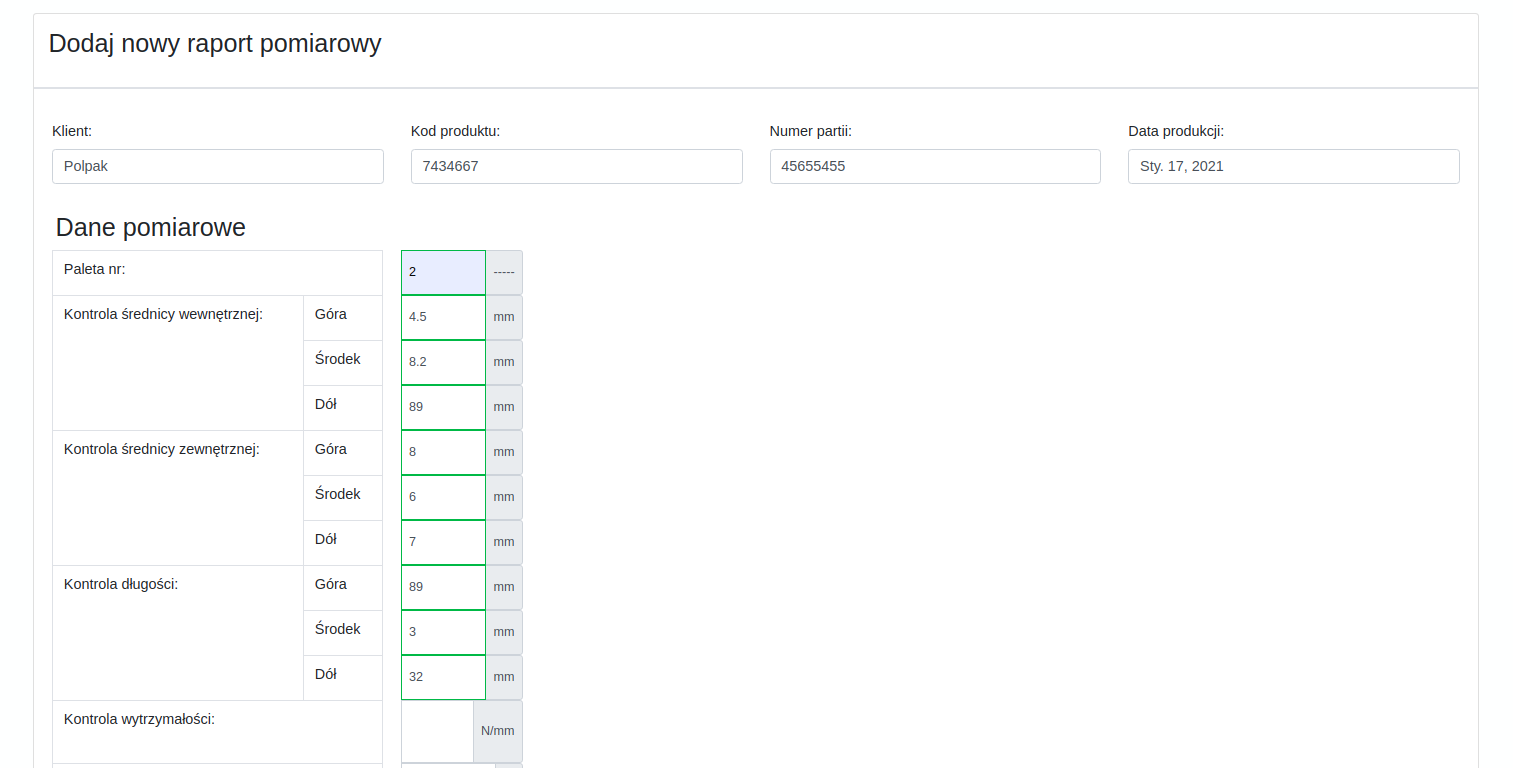 Dodaj nowy raport pomiarowy
Klient: Kod produktu: Numer partii: Data produkcji:
Polpak 7434667 45655455 Sty. 17, 2021
Dane pomiarowe
Paleta nr: 2 -----
Kontrola średnicy wewnętrznej: Góra 4.5 mm
Środek 8.2 mm
Dół 89 mm
Kontrola średnicy zewnętrznej: Góra 8 mm
Środek 6 mm
Dół 7 mm
Kontrola długości: Góra 89 mm
Środek 3 mm
Dół 32 mm
Kontrola wytrzymałości: N/mm